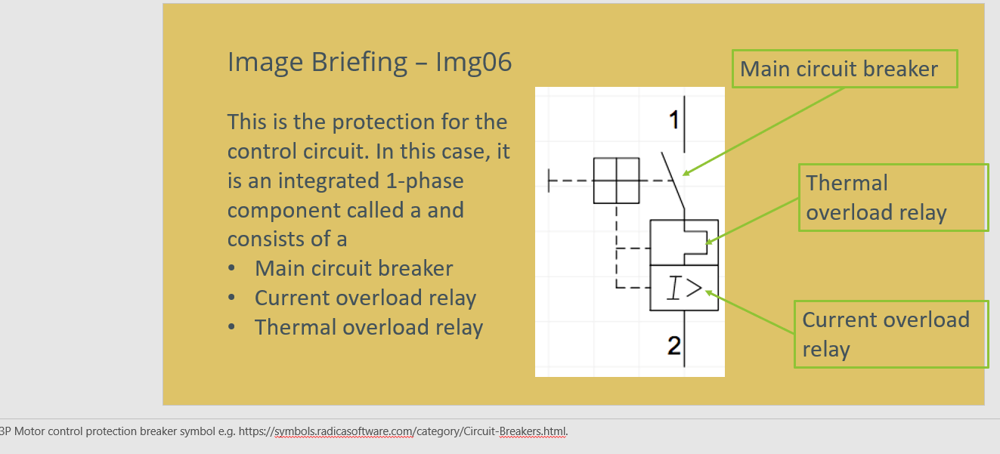 Image Briefing – Img06
This is the protection for the
control circuit. In this case, it
is an integrated 1-phase
component called a and
consists of a
• Main circuit breaker
• Current overload relay
• Thermal overload relay
1
I>
2
Main circuit breaker
Thermal
overload relay
Current overload
relay
3P Motor control protection breaker symbol e.g. https://symbols.radicasoftware.com/category/Circuit-Breakers.html.